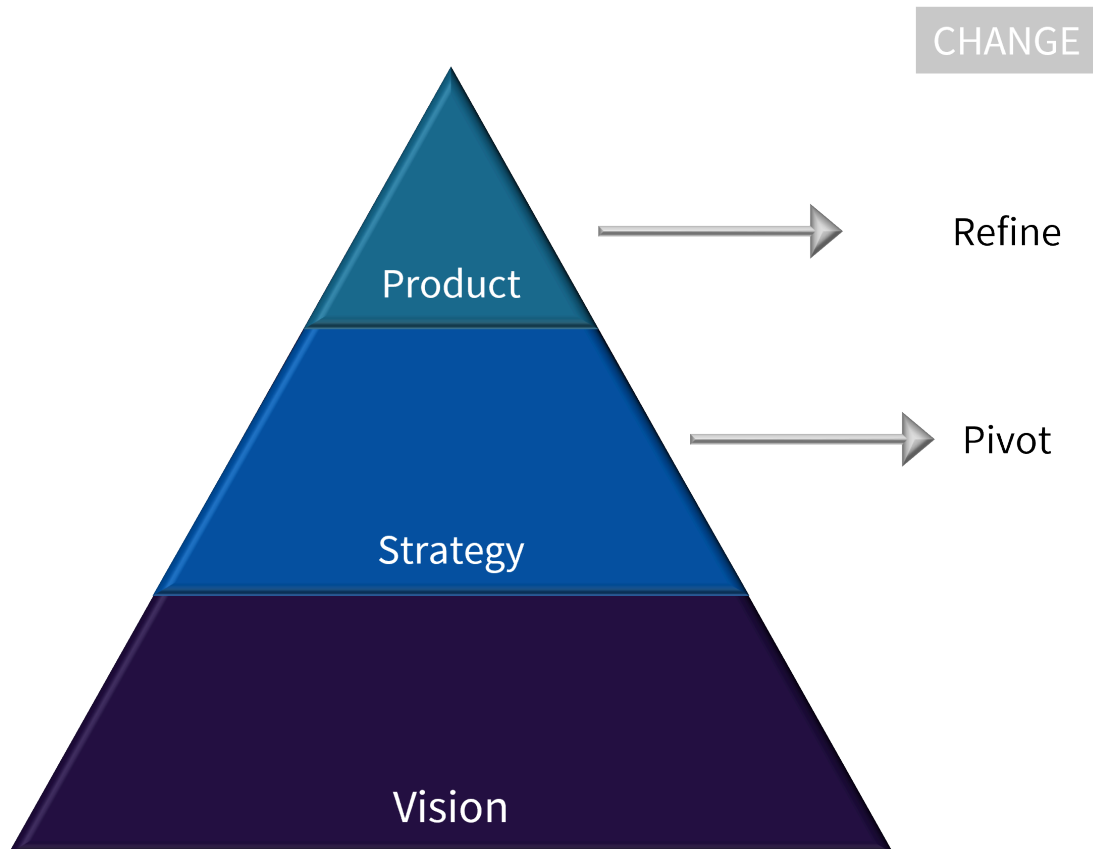 CHANGE
Refine
Product
Pivot
Strategy
Vision